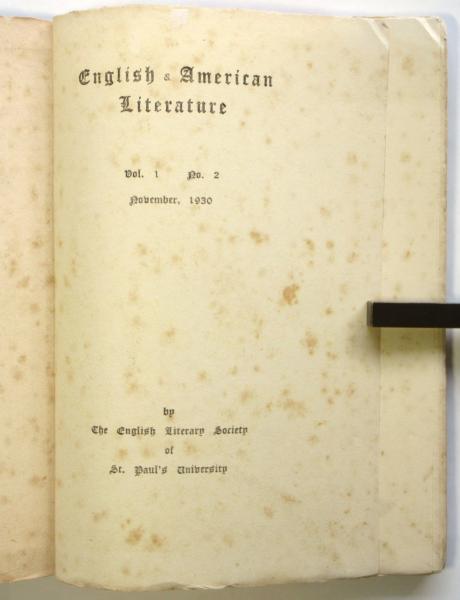 English & American
Literature
Vol. 1 No. 2
November, 1930
by
The English Literary Society
of
St. Paul's University